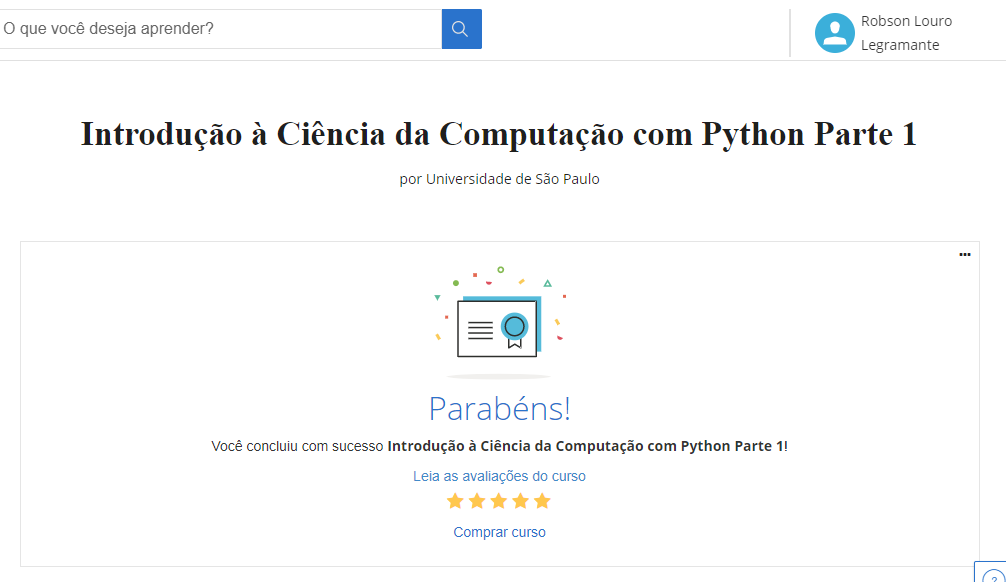 O que você deseja aprender?
Robson Louro
Legramante
Introdução à Ciência da Computação com Python Parte 1
por Universidade de São Paulo
...
Parabéns!
Você concluiu com sucesso Introdução à Ciência da Computação com Python Parte 1!
Leia as avaliações do curso
Comprar curso
?